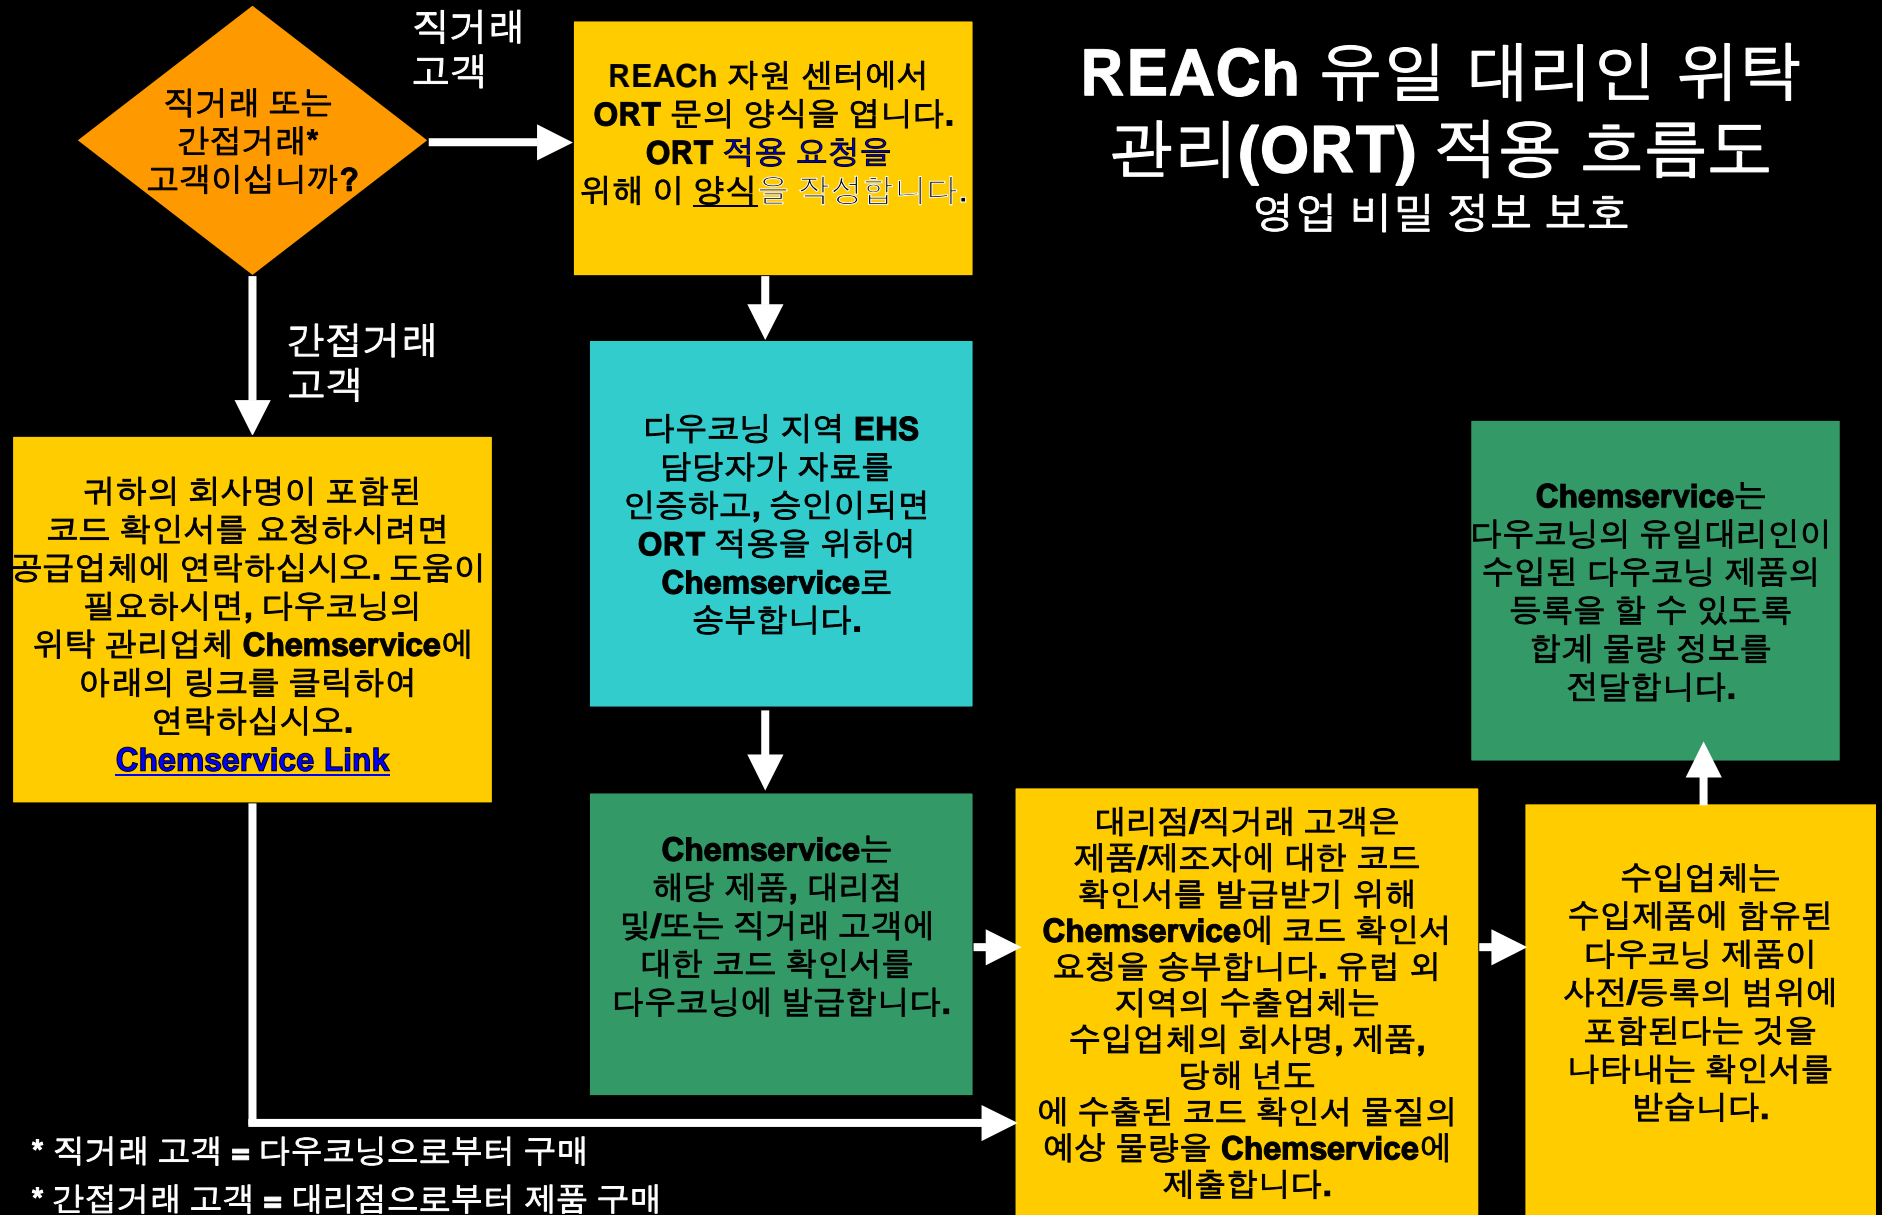 REACh 유일 대리인 위탁
관리(ORT) 적용 흐름도
영업 비밀 정보 보호
직거래 또는
간접거래*
고객이십니까?
직거래
고객
REACh 자원 센터에서
ORT 문의 양식을 엽니다.
ORT 적용 요청을
위해 이 양식을 작성합니다.
간접거래
고객
귀하의 회사명이 포함된
코드 확인서를 요청하시려면
공급업체에 연락하십시오. 도움이
필요하시면, 다우코닝의
위탁 관리업체 Chemservice에
아래의 링크를 클릭하여
연락하십시오.
Chemservice Link
다우코닝 지역 EHS
담당자가 자료를
인증하고, 승인이되면
ORT 적용을 위하여
Chemservice로
송부합니다.
Chemservice는
해당 제품, 대리점
및/또는 직거래 고객에
대한 코드 확인서를
다우코닝에 발급합니다.
대리점/직거래 고객은
제품/제조자에 대한 코드
확인서를 발급받기 위해
Chemservice에 코드 확인서
요청을 송부합니다. 유럽 외
지역의 수출업체는
수입업체의 회사명, 제품,
당해 년도
에 수출된 코드 확인서 물질의
예상 물량을 Chemservice에
제출합니다.
수입업체는
수입제품에 함유된
다우코닝 제품이
사전/등록의 범위에
포함된다는 것을
나타내는 확인서를
받습니다.
Chemservice는
다우코닝의 유일대리인이
수입된 다우코닝 제품의
등록을 할 수 있도록
합계 물량 정보를
전달합니다.
* 직거래 고객 = 다우코닝으로부터 구매
* 간접거래 고객 = 대리점으로부터 제품 구매